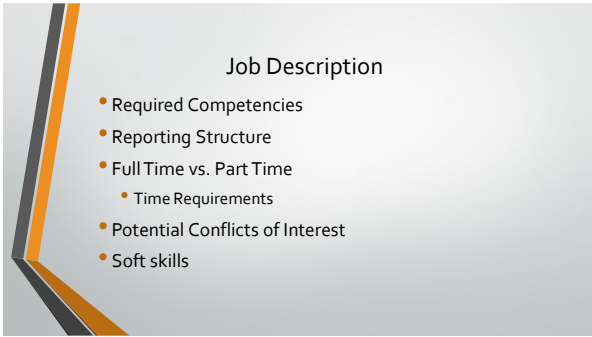 Job Description
Required Competencies
Reporting Structure
Full Time vs. Part Time
Time Requirements
Potential Conflicts of Interest
Soft skills